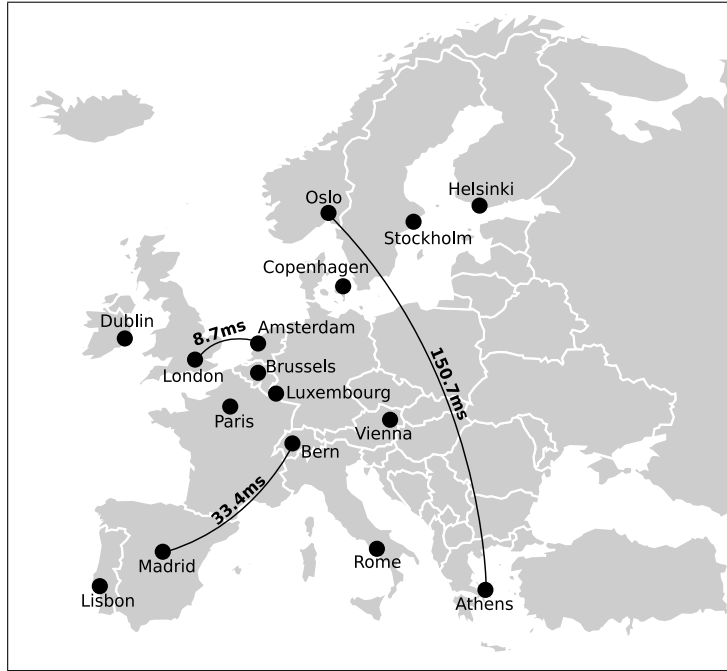 Oslo
Helsinki
Stockholm
Copenhagen
Dublin
8.7ms
Amsterdam
London
Brussels
150.7ms
Luxembourg
Paris
Vienna
Bern
33.4ms
Madrid
Rome
Lisbon
Athens